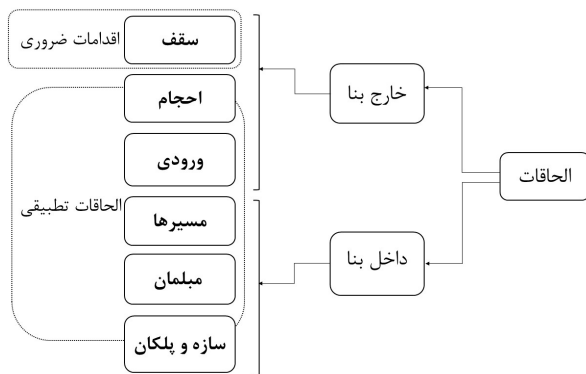 الحاقات
خارج بنا
داخل بنا
سقف
احجام
ورودی
مسیرها
مبلمان
سازه و پلکان
اقدامات ضروری
الحاقات تطبیقی